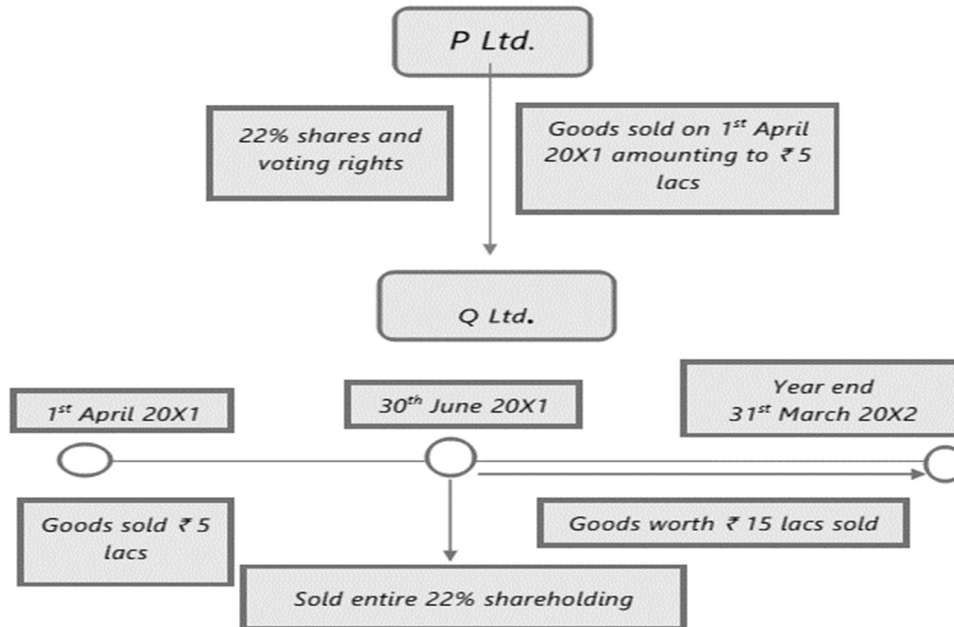 P Ltd.
22% shares and
voting rights
Goods sold on 1st April
20X1 amounting to ₹ 5
lacs
Q Ltd.
1st April 20X1
30th June 20X1
Year end
31st March 20X2
Goods sold ₹ 5
lacs
Goods worth ₹ 15 lacs sold
Sold entire 22% shareholding